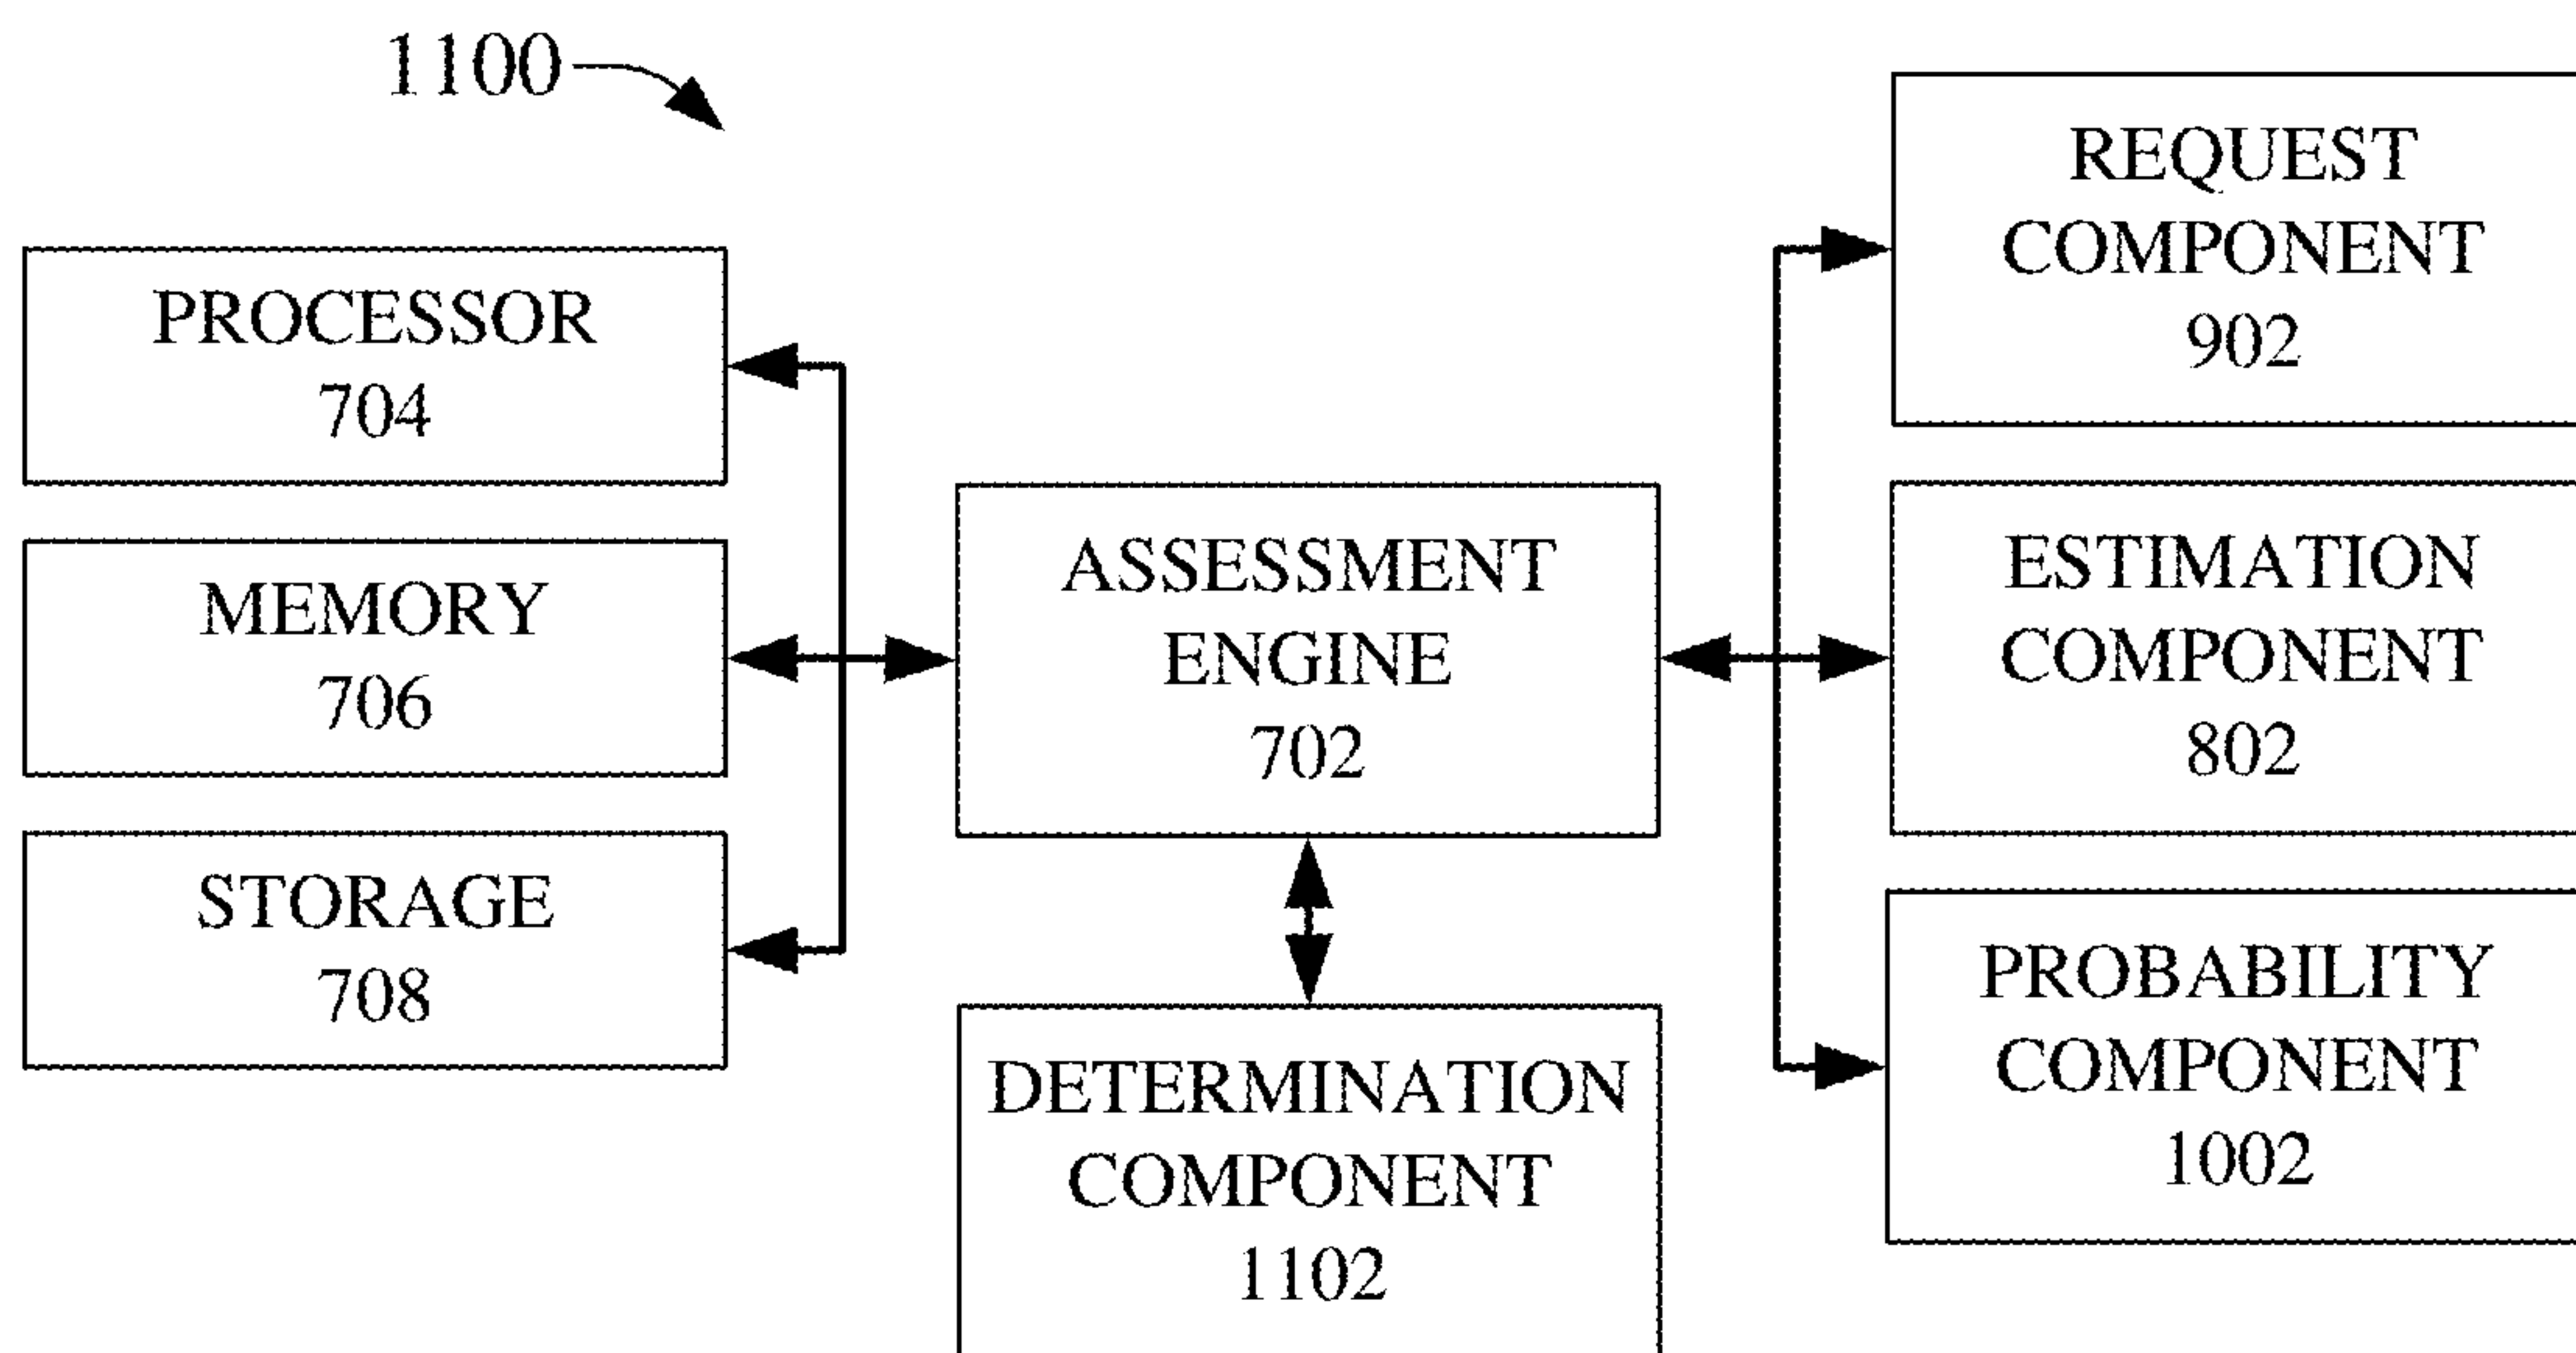 1100
PROCESSOR
704
MEMORY
706
STORAGE
708
ASSESSMENT
ENGINE
702
DETERMINATION
COMPONENT
1102
REQUEST
COMPONENT
902
ESTIMATION
COMPONENT
802
PROBABILITY
COMPONENT
1002